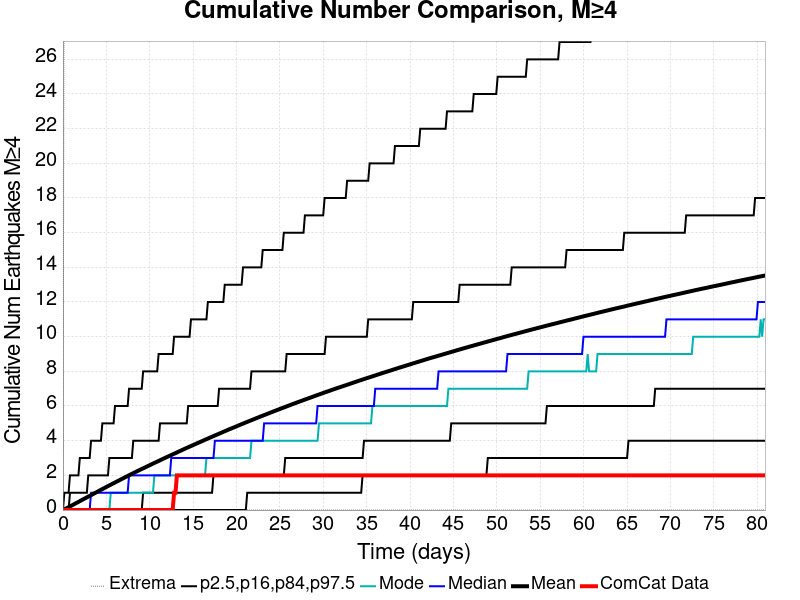 Cumulative Number Comparison, M≥4
Cumulative Num Earthquakes M≥4
26
24
22
20
18
16
14
12
10
8
6
4
2
0
0 5 10 15 20 25 30 35 40 45 50 55 60 65 70 75 80
Time (days)
Extrema p2.5,p16,p84,p97.5 Mode Median Mean ComCat Data